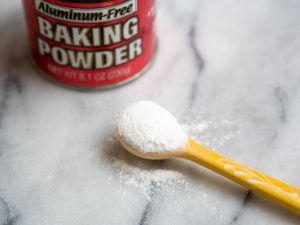 Aluminum-Free
BAKING
POWDER
NET WT. 8.1 OZ (230g)